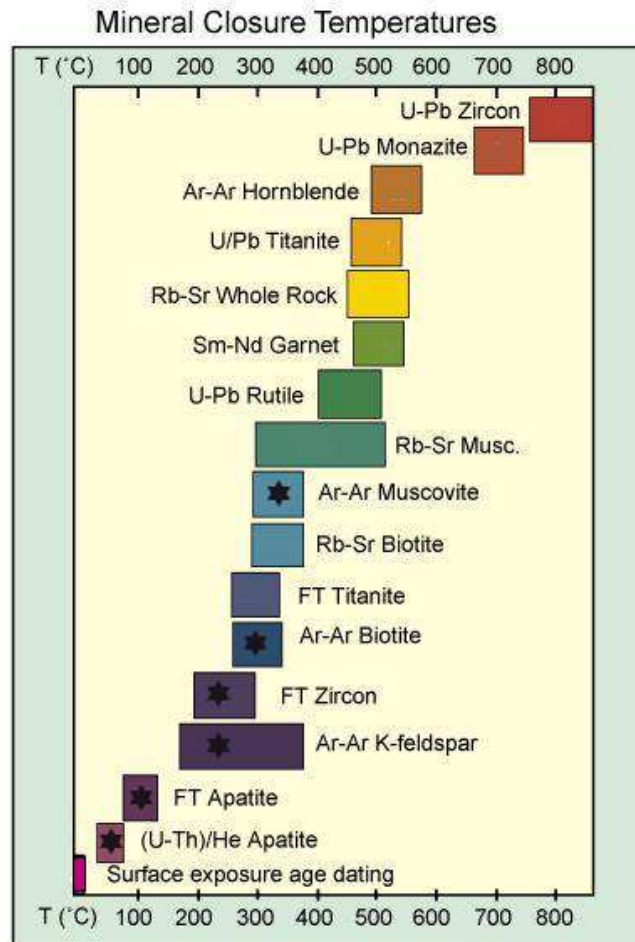 Mineral Closure Temperatures
T (˚C) 100 200 300 400 500 600 700 800
U-Pb Zircon
U-Pb Monazite
Ar-Ar Hornblende
U/Pb Titanite
Rb-Sr Whole Rock
Sm-Nd Garnet
U-Pb Rutile
Rb-Sr Musc.
Ar-Ar Muscovite
Rb-Sr Biotite
FT Titanite
Ar-Ar Biotite
FT Zircon
Ar-Ar K-feldspar
FT Apatite
(U-Th)/He Apatite
Surface exposure age dating
T (˚C) 100 200 300 400 500 600 700 800